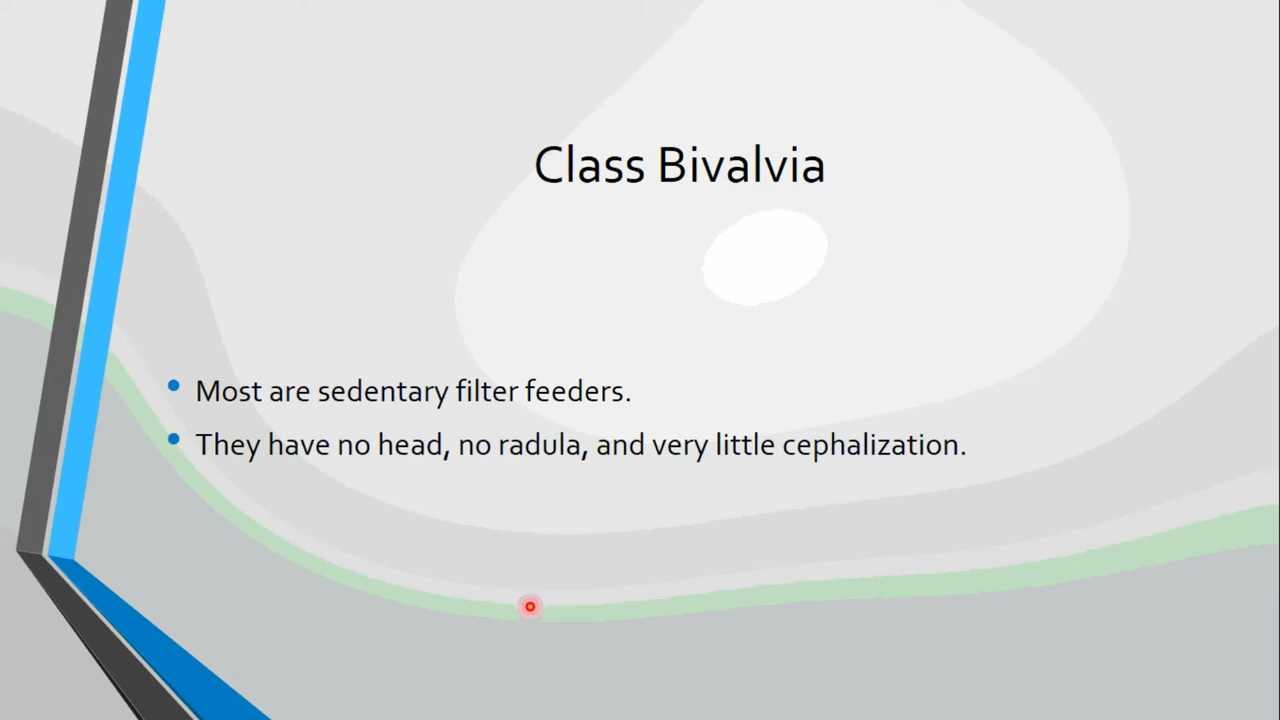 Class Bivalvia
• Most are sedentary filter feeders.
• They have no head, no radula, and very little cephalization.